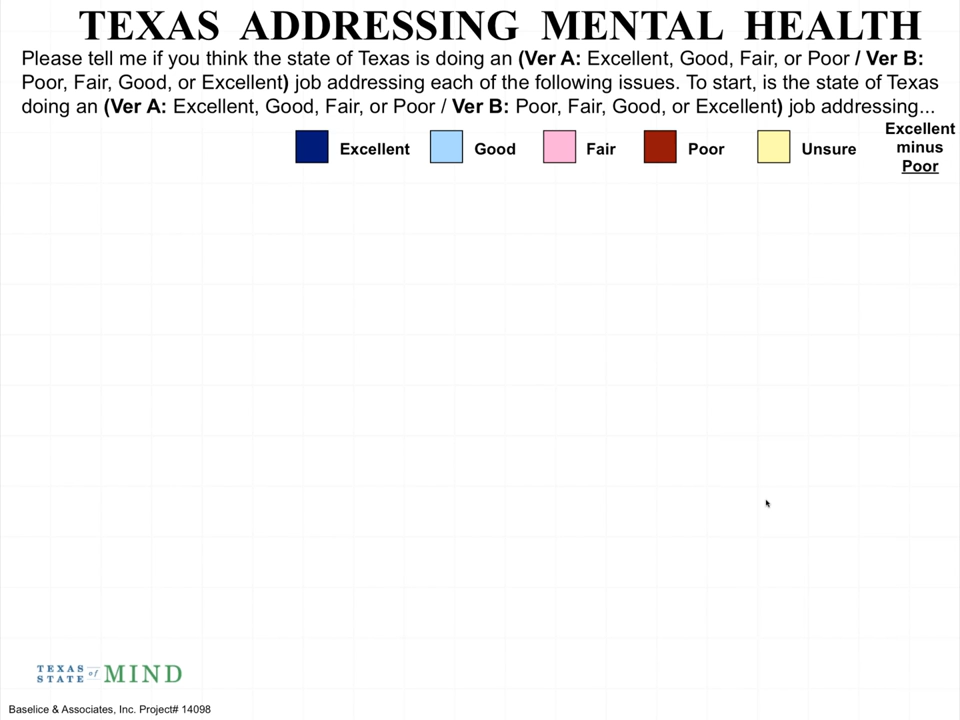 TEXAS ADDRESSING MENTAL HEALTH
Please tell me if you think the state of Texas is doing an (Ver A: Excellent, Good, Fair, or Poor / Ver B:
Poor, Fair, Good, or Excellent) job addressing each of the following issues. To start, is the state of Texas
doing an (Ver A: Excellent, Good, Fair, or Poor / Ver B: Poor, Fair, Good, or Excellent) job addressing...
Excellent Good Fair Poor Unsure
Excellent
minus
Poor
TEXAS
STATE of MIND
Baselice & Associates, Inc. Project# 14098